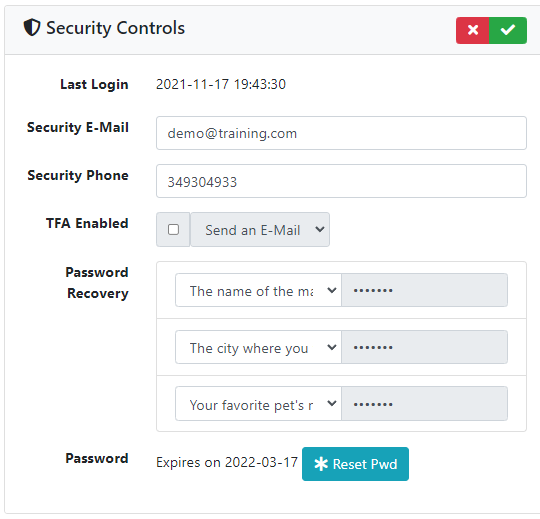 Security Controls
Last Login 2021-11-17 19:43:30
Security E-Mail demo@training.com
Security Phone 349304933
TFA Enabled Send an E-Mail
Password Recovery
The name of the ma •••••••
The city where you •••••••
Your favorite pet's r •••••••
Password Expires on 2022-03-17 Reset Pwd